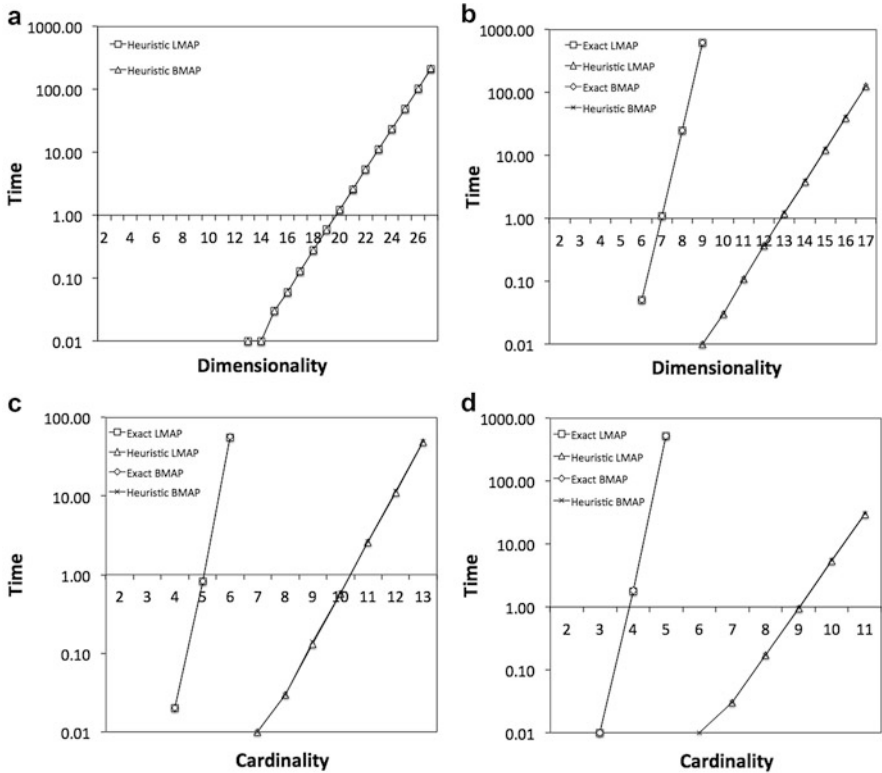 a
1000.00
Heuristic LMAP
Heuristic BMAP
100.00
10.00
Time
1.00
2 4 6 8 10 12 14 16 18 20 22 24 26
0.10
0.01
Dimensionality
b
1000.00
Exact LMAP
Heuristic LMAP
Exact BMAP
Heuristic BMAP
100.00
10.00
Time
1.00
2 3 4 5 6 7 8 9 10 11 12 13 14 15 16 17
0.10
0.01
Dimensionality
c
100.00
Exact LMAP
Heuristic LMAP
Exact BMAP
Heuristic BMAP
10.00
Time
1.00
2 3 4 5 6 7 8 9 10 11 12 13
0.10
0.01
Cardinality
d
1000.00
Exact LMAP
Heuristic LMAP
Exact BMAP
Heuristic BMAP
100.00
10.00
Time
1.00
2 3 4 5 6 7 8 9 10 11
0.10
0.01
Cardinality